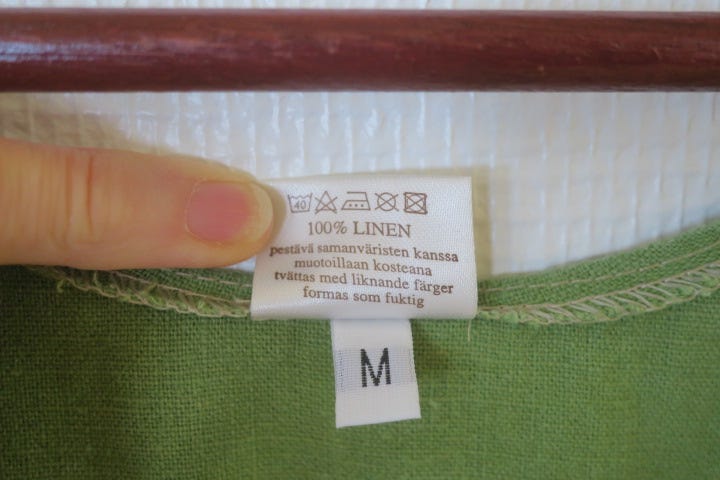 40
100% LINEN
pestävä samanväristen kanssa
muotoillaan kosteana
tvättas med liknande färger
formas som fuktig
M